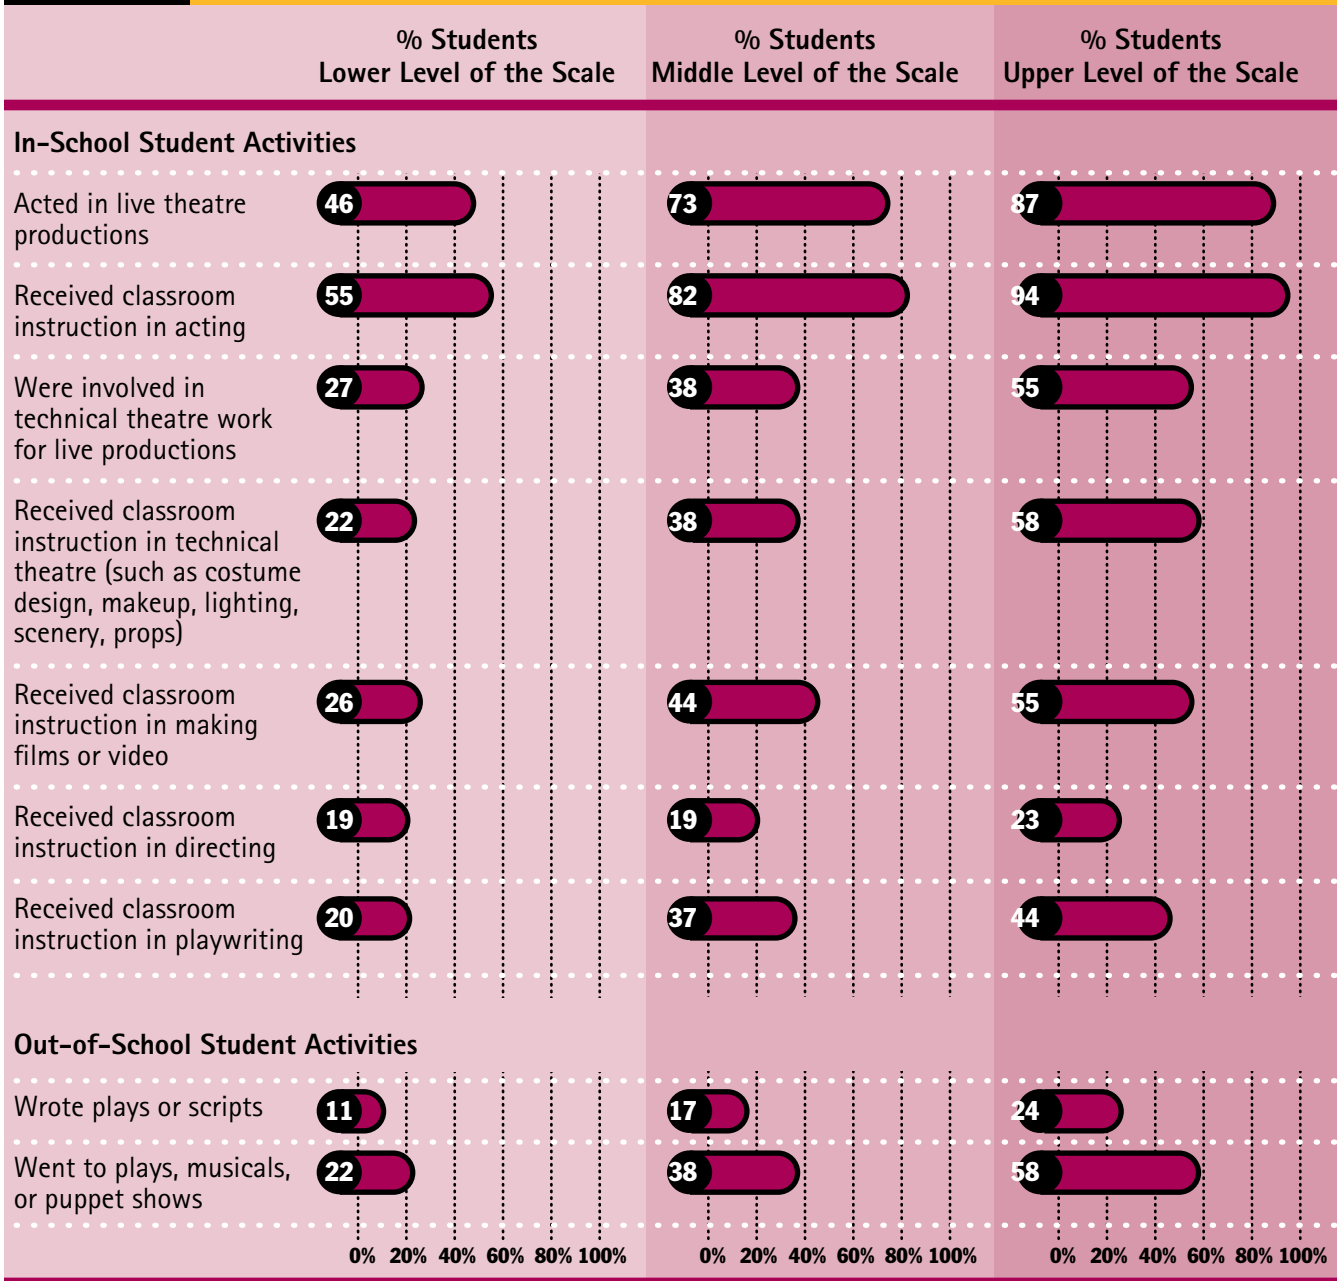 % Students % Students % Students
Lower Level of the Scale Middle Level of the Scale Upper Level of the Scale
In-School Student Activities
Acted in live theatre
productions
46 73 87
Received classroom
instruction in acting
55 82 94
Were involved in
technical theatre work
for live productions
27 38 55
Received classroom
instruction in technical
theatre (such as costume
design, makeup, lighting,
scenery, props)
22 38 58
Received classroom
instruction in making
films or video
26 44 55
Received classroom
instruction in directing
19 19 23
Received classroom
instruction in playwriting
20 37 44
Out-of-School Student Activities
Wrote plays or scripts
11 17 24
Went to plays, musicals,
or puppet shows
22 38 58
0% 20% 40% 60% 80% 100% 0% 20% 40% 60% 80% 100% 0% 20% 40% 60% 80% 100%